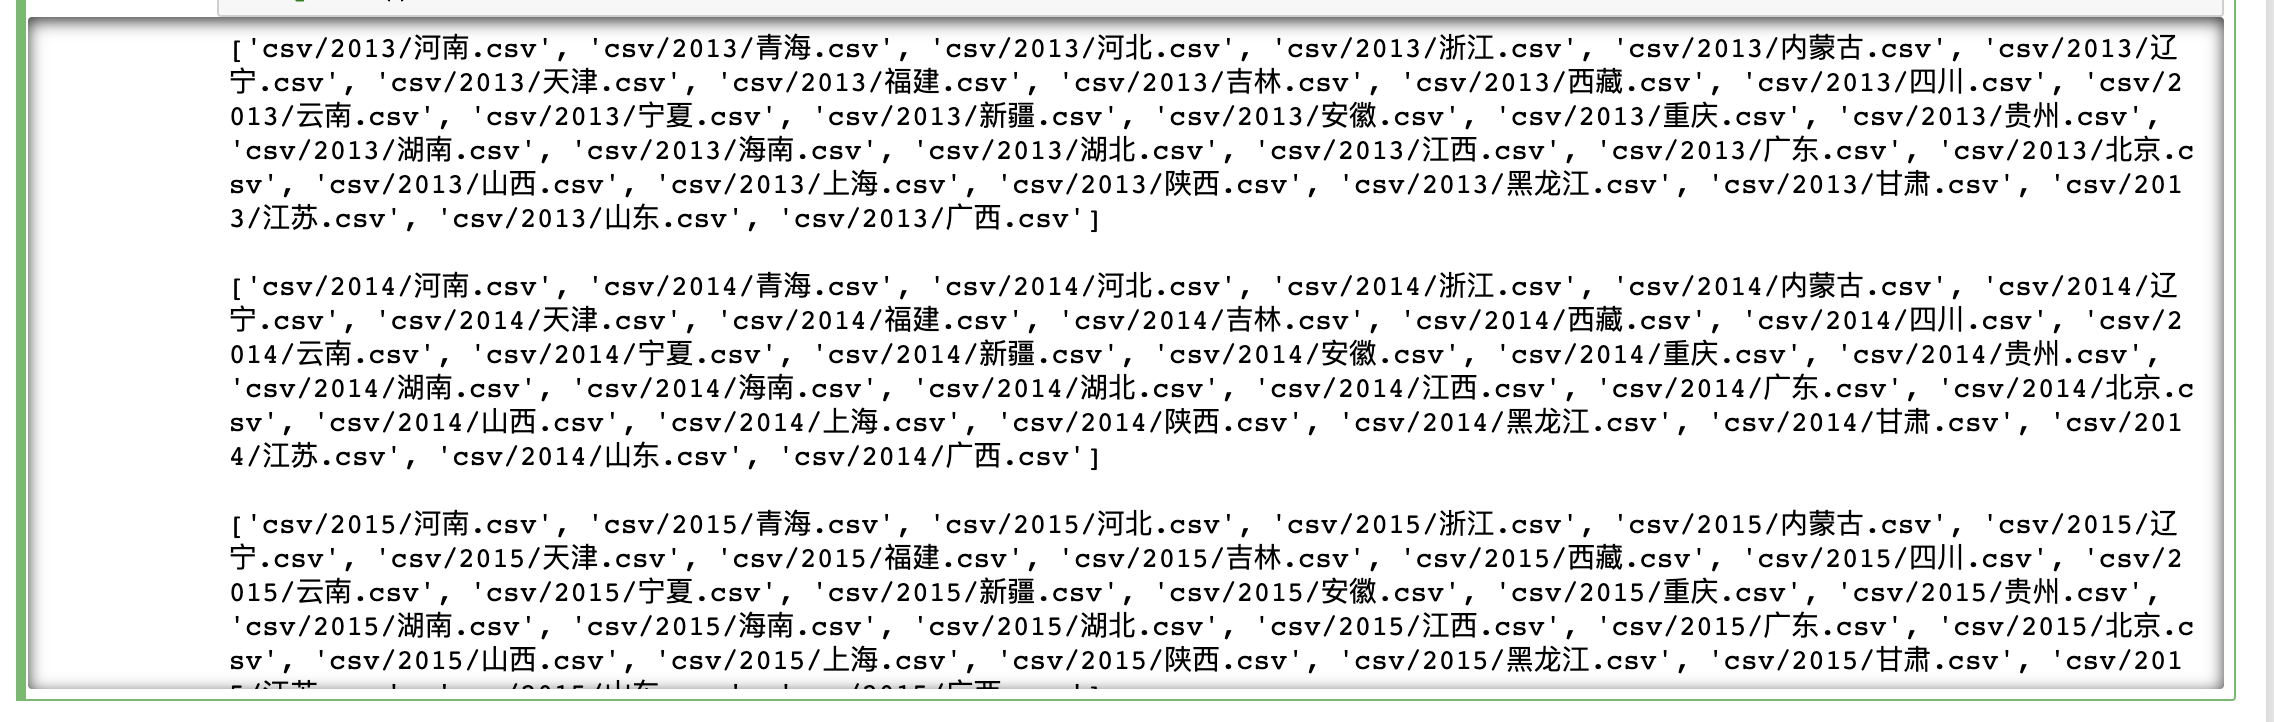 ['csv/2013/河南.csv', 'csv/2013/青海.csv', 'csv/2013/河北.csv', 'csv/2013/浙江.csv', 'csv/2013/内蒙古.csv', 'csv/2013/辽
宁.csv', 'csv/2013/天津.csv', 'csv/2013/福建.csv', 'csv/2013/吉林.csv', 'csv/2013/西藏.csv', 'csv/2013/四川.csv', 'csv/2
013/云南.csv', 'csv/2013/宁夏.csv', 'csv/2013/新疆.csv', 'csv/2013/安徽.csv', 'csv/2013/重庆.csv', 'csv/2013/贵州.csv',
'csv/2013/湖南.csv', 'csv/2013/海南.csv', 'csv/2013/湖北.csv', 'csv/2013/江西.csv', 'csv/2013/广东.csv', 'csv/2013/北京.c
sv', 'csv/2013/山西.csv', 'csv/2013/上海.csv', 'csv/2013/陕西.csv', 'csv/2013/黑龙江.csv', 'csv/2013/甘肃.csv', 'csv/201
3/江苏.csv', 'csv/2013/山东.csv', 'csv/2013/广西.csv']
['csv/2014/河南.csv', 'csv/2014/青海.csv', 'csv/2014/河北.csv', 'csv/2014/浙江.csv', 'csv/2014/内蒙古.csv', 'csv/2014/辽
宁.csv', 'csv/2014/天津.csv', 'csv/2014/福建.csv', 'csv/2014/吉林.csv', 'csv/2014/西藏.csv', 'csv/2014/四川.csv', 'csv/2
014/云南.csv', 'csv/2014/宁夏.csv', 'csv/2014/新疆.csv', 'csv/2014/安徽.csv', 'csv/2014/重庆.csv', 'csv/2014/贵州.csv',
'csv/2014/湖南.csv', 'csv/2014/海南.csv', 'csv/2014/湖北.csv', 'csv/2014/江西.csv', 'csv/2014/广东.csv', 'csv/2014/北京.c
sv', 'csv/2014/山西.csv', 'csv/2014/上海.csv', 'csv/2014/陕西.csv', 'csv/2014/黑龙江.csv', 'csv/2014/甘肃.csv', 'csv/201
4/江苏.csv', 'csv/2014/山东.csv', 'csv/2014/广西.csv']
['csv/2015/河南.csv', 'csv/2015/青海.csv', 'csv/2015/河北.csv', 'csv/2015/浙江.csv', 'csv/2015/内蒙古.csv', 'csv/2015/辽
宁.csv', 'csv/2015/天津.csv', 'csv/2015/福建.csv', 'csv/2015/吉林.csv', 'csv/2015/西藏.csv', 'csv/2015/四川.csv', 'csv/2
015/云南.csv', 'csv/2015/宁夏.csv', 'csv/2015/新疆.csv', 'csv/2015/安徽.csv', 'csv/2015/重庆.csv', 'csv/2015/贵州.csv',
'csv/2015/湖南.csv', 'csv/2015/海南.csv', 'csv/2015/湖北.csv', 'csv/2015/江西.csv', 'csv/2015/广东.csv', 'csv/2015/北京.c
sv', 'csv/2015/山西.csv', 'csv/2015/上海.csv', 'csv/2015/陕西.csv', 'csv/2015/黑龙江.csv', 'csv/2015/甘肃.csv', 'csv/201